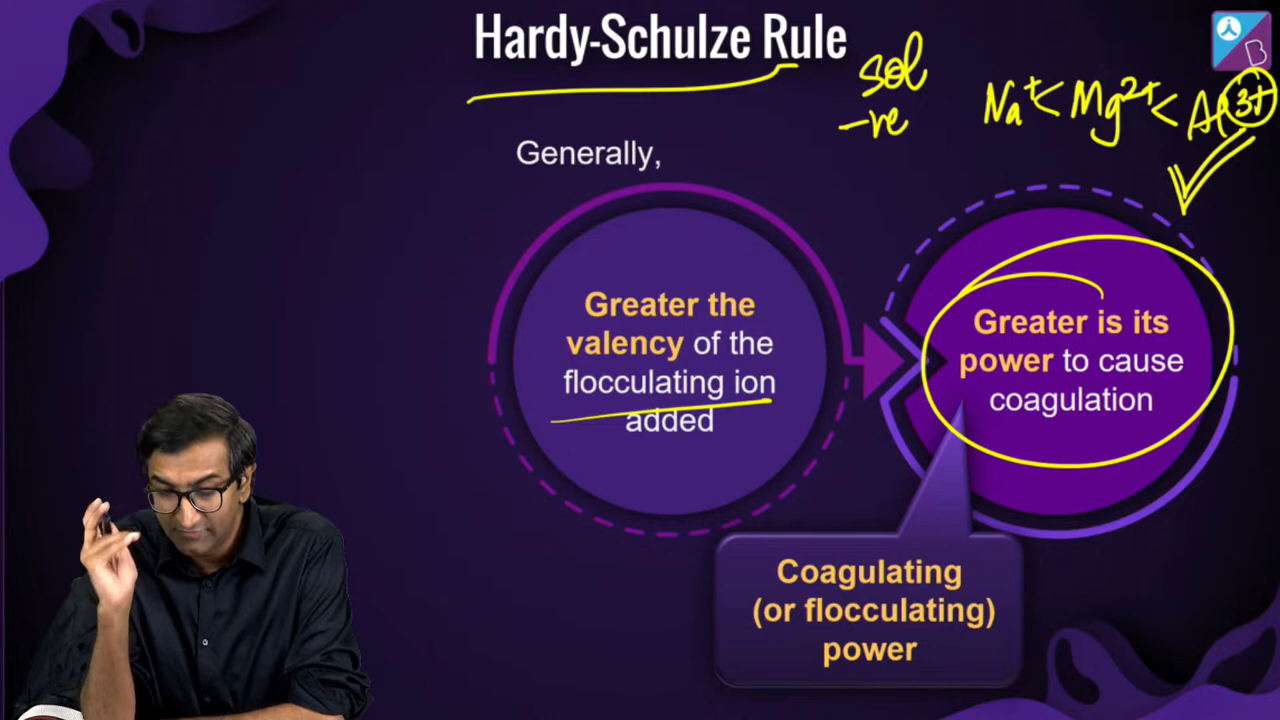 Hardy-Schulze Rule
sol
-ve
Na⁺ < Mg²⁺ < Al³⁺
B
Generally,
Greater the
valency of the
flocculating ion
added
Greater is its
power to cause
coagulation
Coagulating
(or flocculating)
power